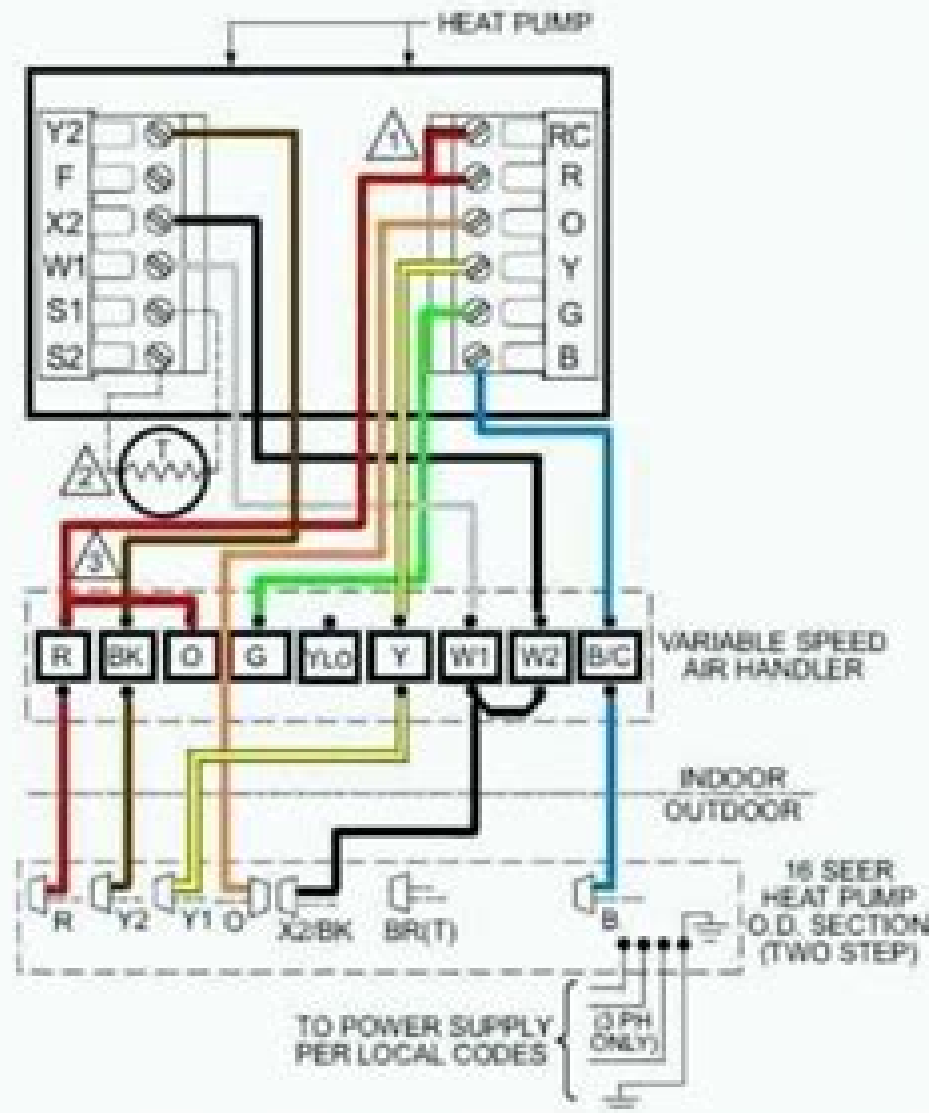 HEAT PUMP
1
Y2
F
X2
W1
S1
S2
RC
R
O
Y
G
B
T
2
3
R BK O G YLO Y W1 W2 B/C
VARIABLE SPEED
AIR HANDLER
INDOOR
OUTDOOR
R Y2 Y1 O X2/BK BR(T) B
16 SEER
HEAT PUMP
O.D. SECTION
(TWO STEP)
TO POWER SUPPLY
PER LOCAL CODES
(3 PH
ONLY)